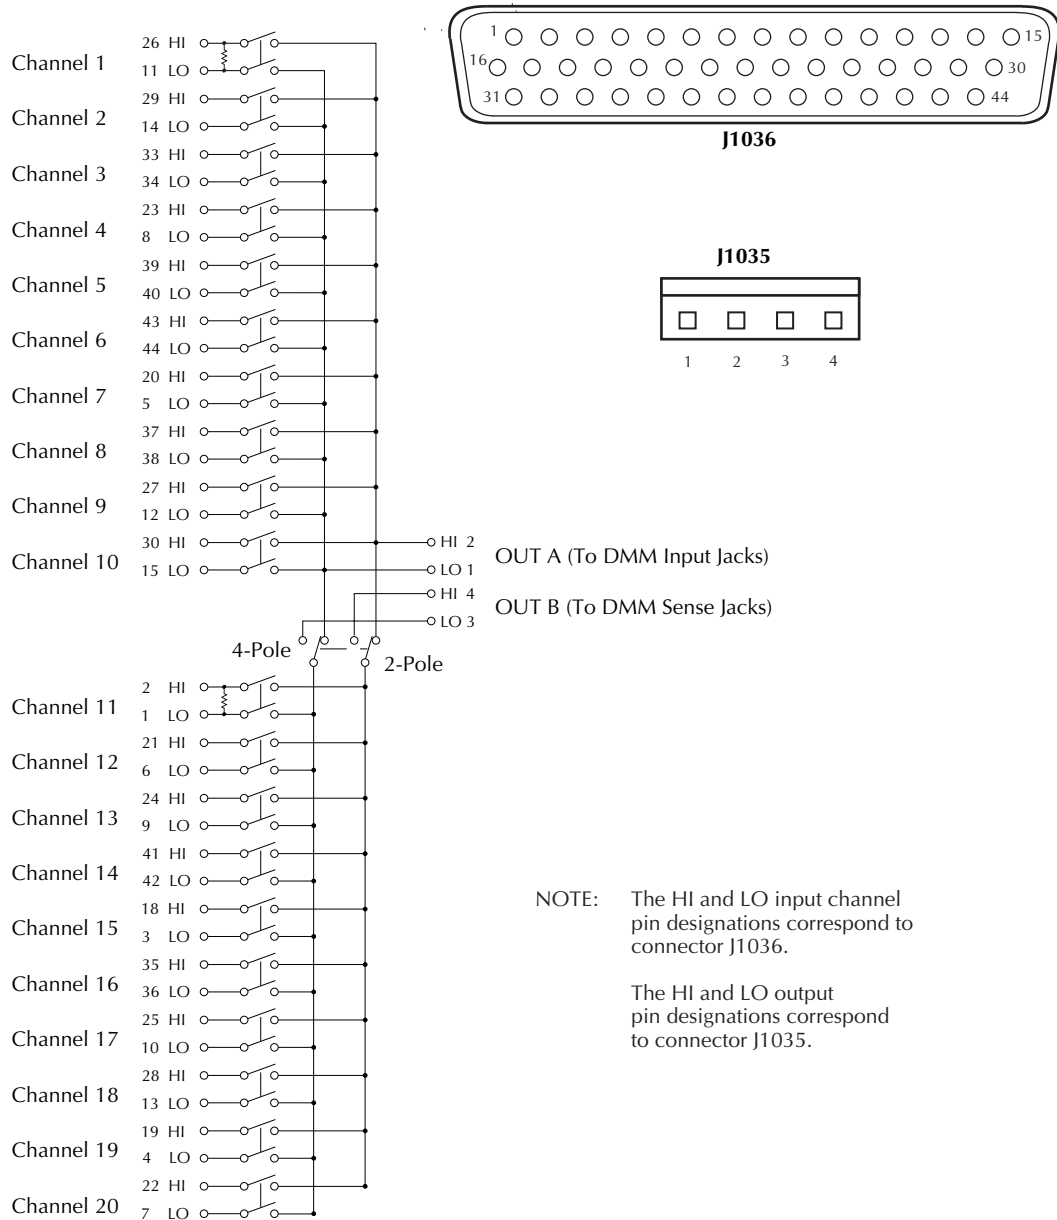 1 15
16 30
31 44
J1036
J1035
1 2 3 4
Channel 1 26 HI
11 LO
Channel 2 29 HI
14 LO
Channel 3 33 HI
34 LO
Channel 4 23 HI
8 LO
Channel 5 39 HI
40 LO
Channel 6 43 HI
44 LO
Channel 7 20 HI
5 LO
Channel 8 37 HI
38 LO
Channel 9 27 HI
12 LO
Channel 10 30 HI
15 LO
HI 2
LO 1
OUT A (To DMM Input Jacks)
HI 4
LO 3
OUT B (To DMM Sense Jacks)
4-Pole
2-Pole
Channel 11 2 HI
1 LO
Channel 12 21 HI
6 LO
Channel 13 24 HI
9 LO
Channel 14 41 HI
42 LO
Channel 15 18 HI
3 LO
Channel 16 35 HI
36 LO
Channel 17 25 HI
10 LO
Channel 18 28 HI
13 LO
Channel 19 19 HI
4 LO
Channel 20 22 HI
7 LO
NOTE: The HI and LO input channel
pin designations correspond to
connector J1036.
The HI and LO output
pin designations correspond
to connector J1035.